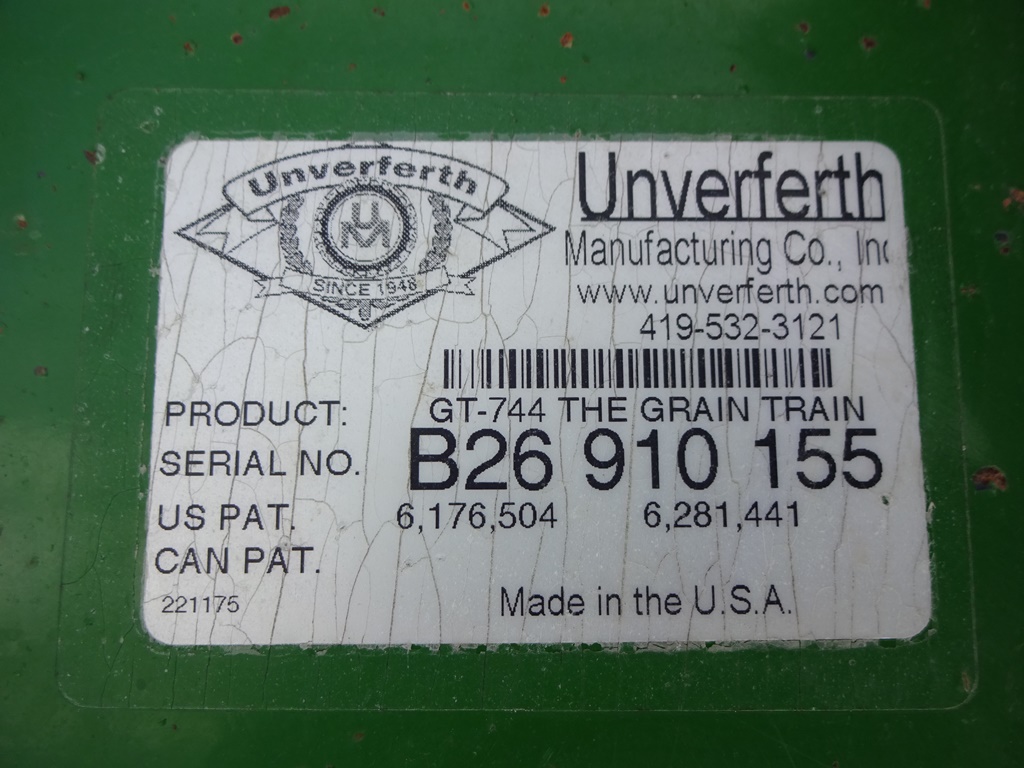 Unverferth
UM
SINCE 1948
Unverferth
Manufacturing Co., Inc
www.unverferth.com
419-532-3121
PRODUCT: GT-744 THE GRAIN TRAIN
SERIAL NO. B26 910 155
US PAT. 6,176,504 6,281,441
CAN PAT.
221175 Made in the U.S.A.